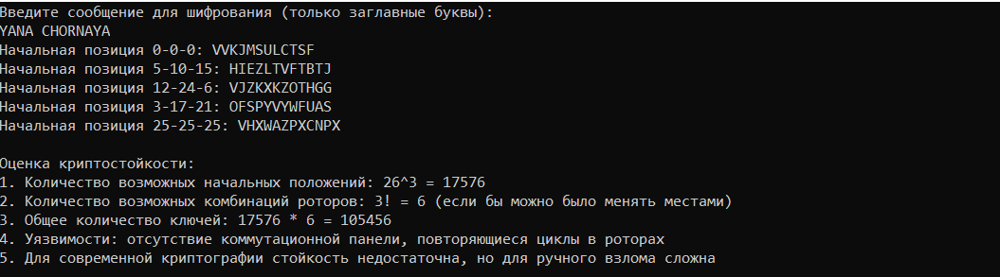 Введите сообщение для шифрования (только заглавные буквы):
YANA CHORNAYA
Начальная позиция 0-0-0: VVKJMSULCTSF
Начальная позиция 5-10-15: HIEZLTVFTBTJ
Начальная позиция 12-24-6: VJZKXKZOTHGG
Начальная позиция 3-17-21: OFSPYVYWFUAS
Начальная позиция 25-25-25: VHXWAZPXCNPX
Оценка криптостойкости:
1. Количество возможных начальных положений: 26^3 = 17576
2. Количество возможных комбинаций роторов: 3! = 6 (если бы можно было менять местами)
3. Общее количество ключей: 17576 * 6 = 105456
4. Уязвимости: отсутствие коммутационной панели, повторяющиеся циклы в роторах
5. Для современной криптографии стойкость недостаточна, но для ручного взлома сложна